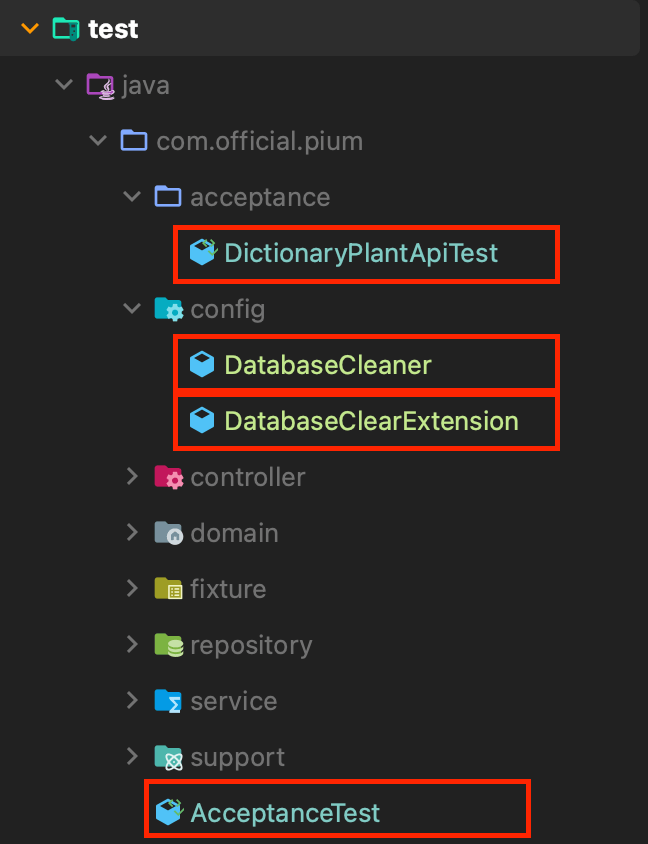 test
java
com.official.pium
acceptance
DictionaryPlantApiTest
config
DatabaseCleaner
DatabaseClearExtension
controller
domain
fixture
repository
service
support
AcceptanceTest